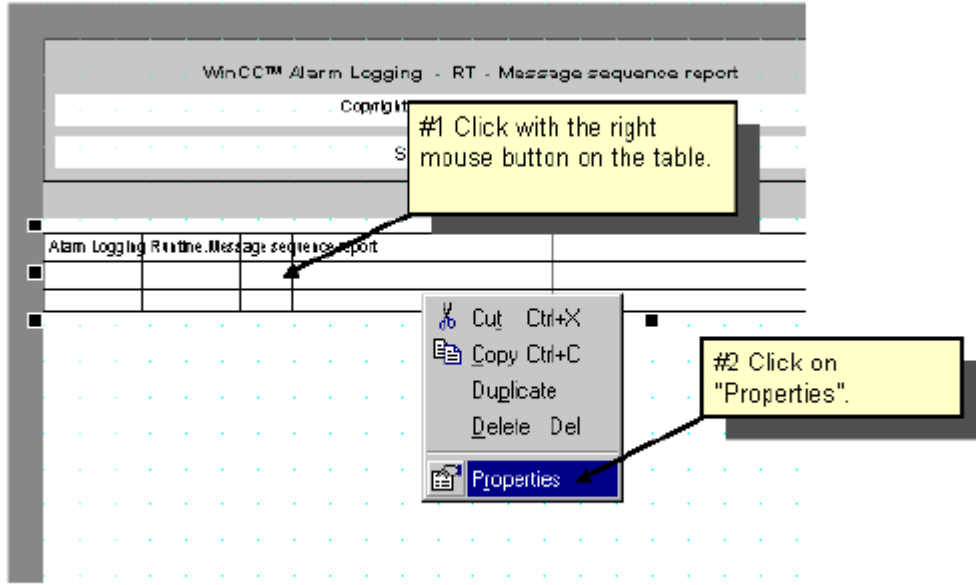 WinCC™ Alarm Logging - RT - Message sequence report
Copyright
S
#1 Click with the right
mouse button on the table.
Alarm Logging Runtime.Message sequence report
Cut Ctrl+X
Copy Ctrl+C
Duplicate
Delete Del
Properties
#2 Click on
"Properties".